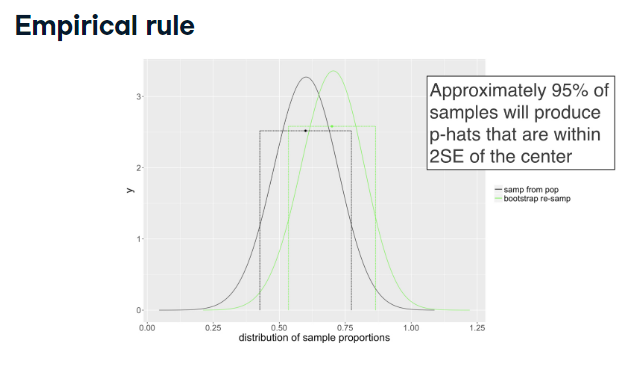 Empirical rule
Approximately 95% of
samples will produce
p-hats that are within
2SE of the center
3
2
1
0
y
0.00 0.25 0.50 0.75 1.00 1.25
distribution of sample proportions
samp from pop
bootstrap re-samp